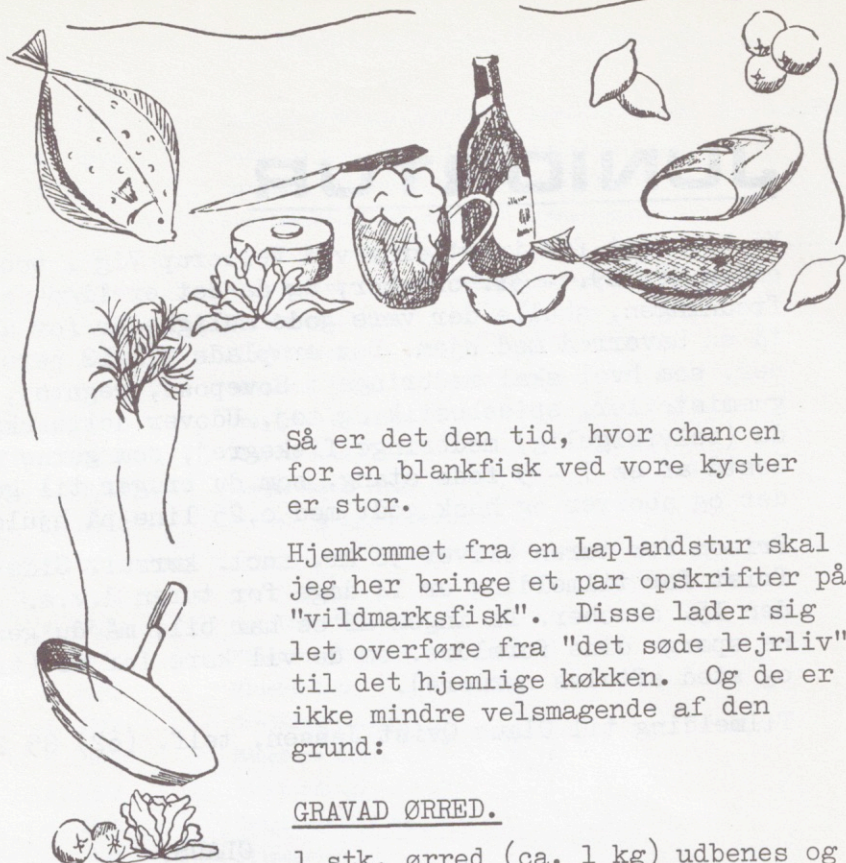 Så er det den tid, hvor chancen
for en blankfisk ved vore kyster
er stor.
Hjemkommet fra en Laplandstur skal
jeg her bringe et par opskrifter på
"vildmarksfisk". Disse lader sig
let overføre fra "det søde lejrliv"
til det hjemlige køkken. Og de er
ikke mindre velsmagende af den
grund:
GRAVAD ØRRED.
1 stk. ørred (ca. 1 kg) udbenes og